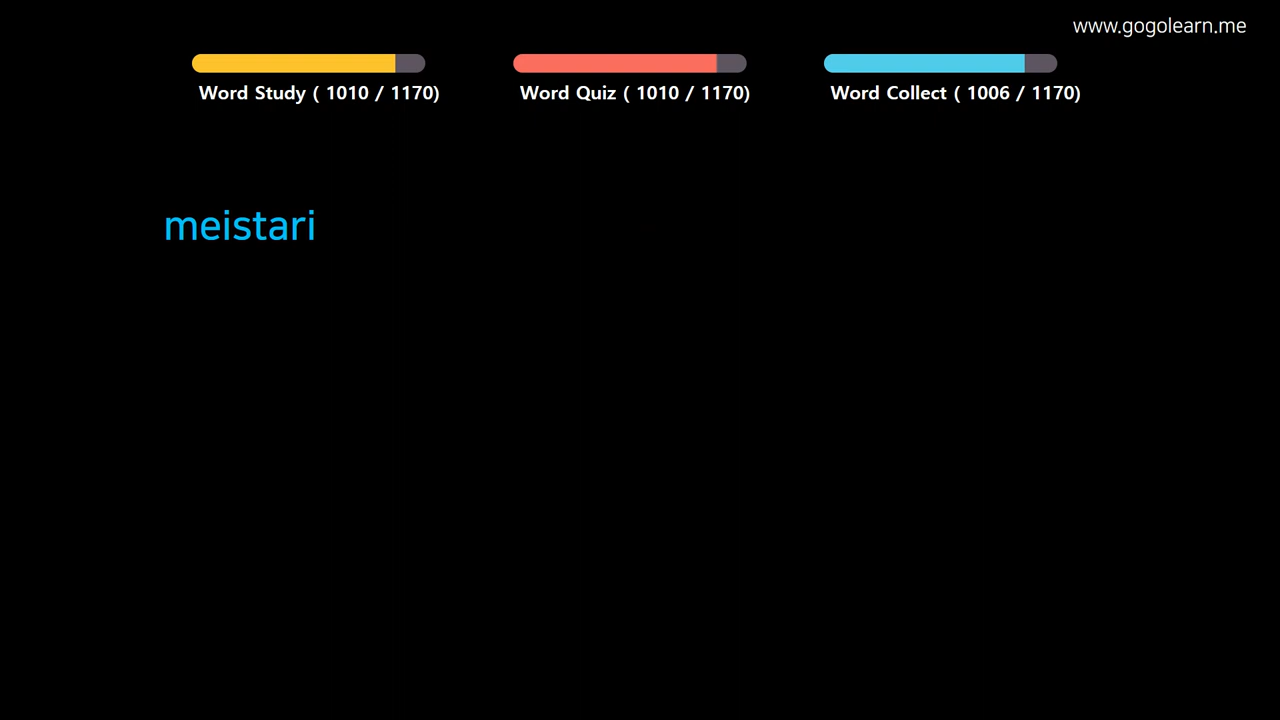 www.gogolearn.me
Word Study ( 1010 / 1170)
Word Quiz ( 1010 / 1170)
Word Collect ( 1006 / 1170)
meistari